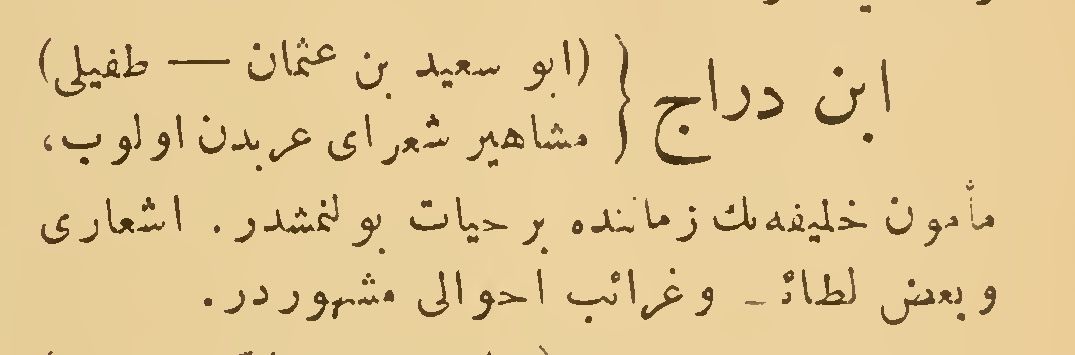 ابن دراج { (ابو سعید بن عثمان — طفیلی)
مشاهیر شعرای عربدن اولوب،
مأمون خلیفه‌نك زماننده بر حیات بولنمشدر. اشعاری
و بعض لطائـ و غرائب احوالی مشهوردر.